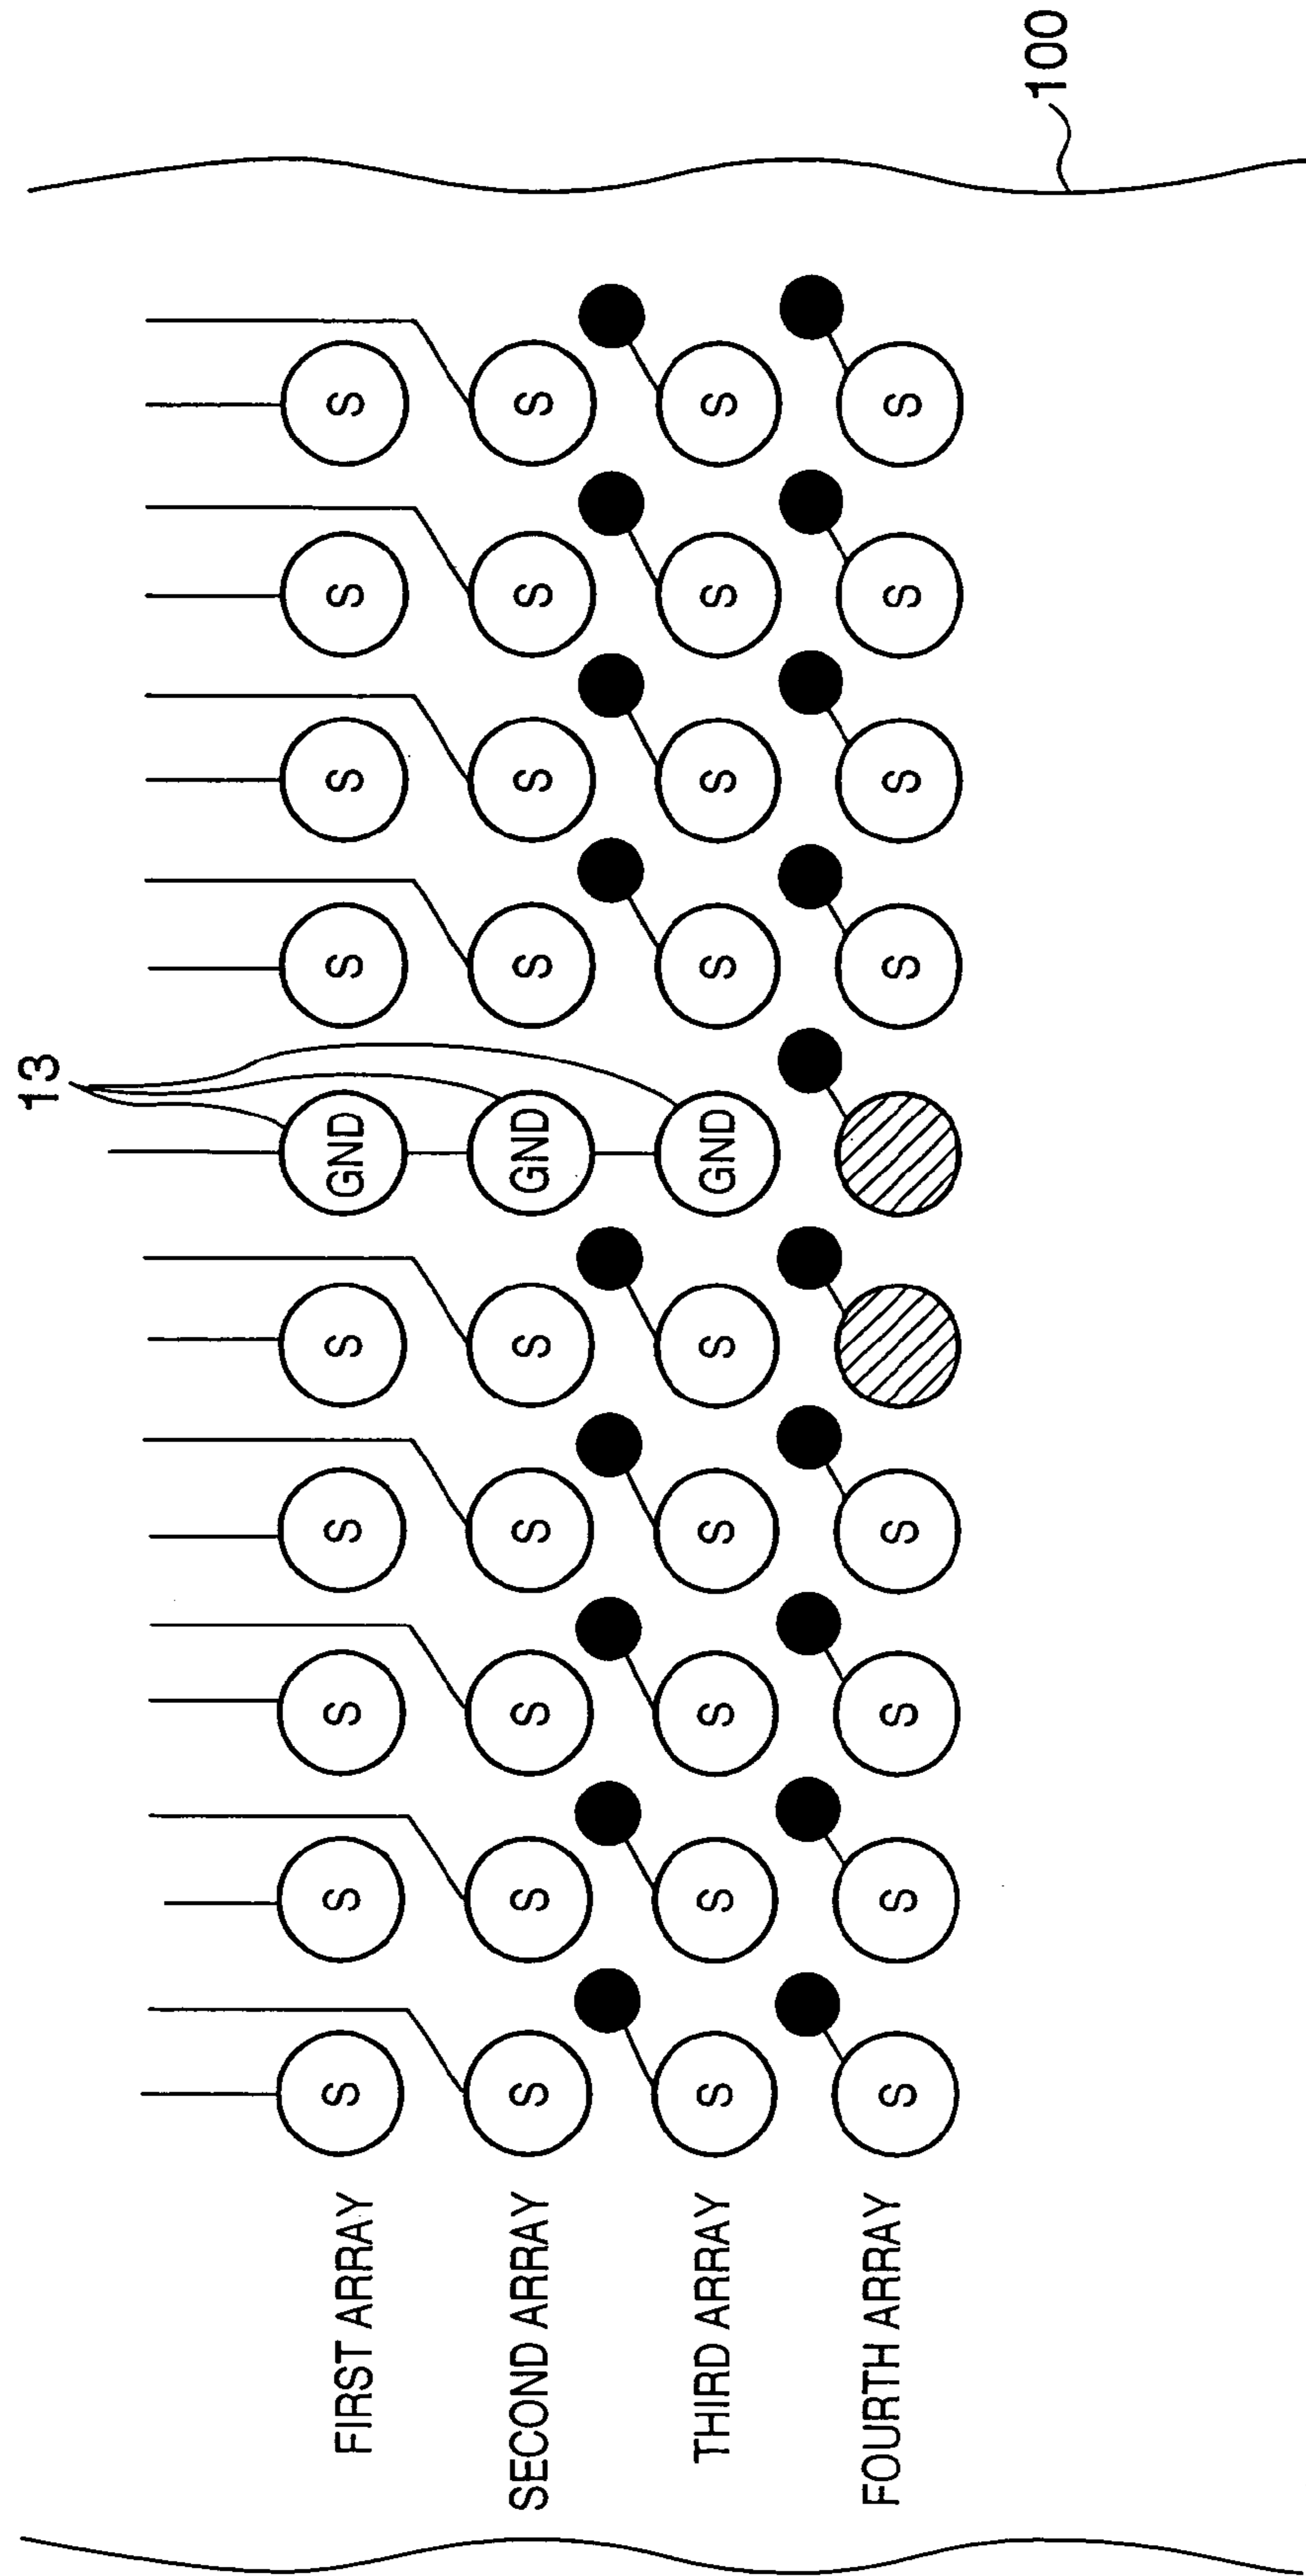 13
FIRST ARRAY S S S S S GND S S S S
SECOND ARRAY S S S S S GND S S S S
THIRD ARRAY S S S S S GND S S S S
FOURTH ARRAY S S S S S S S S
100